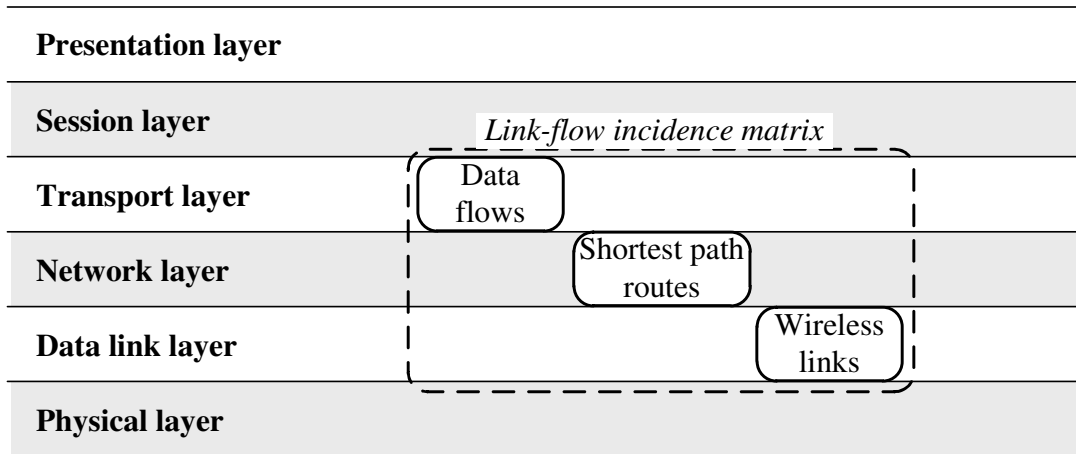 Presentation layer
Session layer
Link-flow incidence matrix
Transport layer
Data
flows
Network layer
Shortest path
routes
Data link layer
Wireless
links
Physical layer